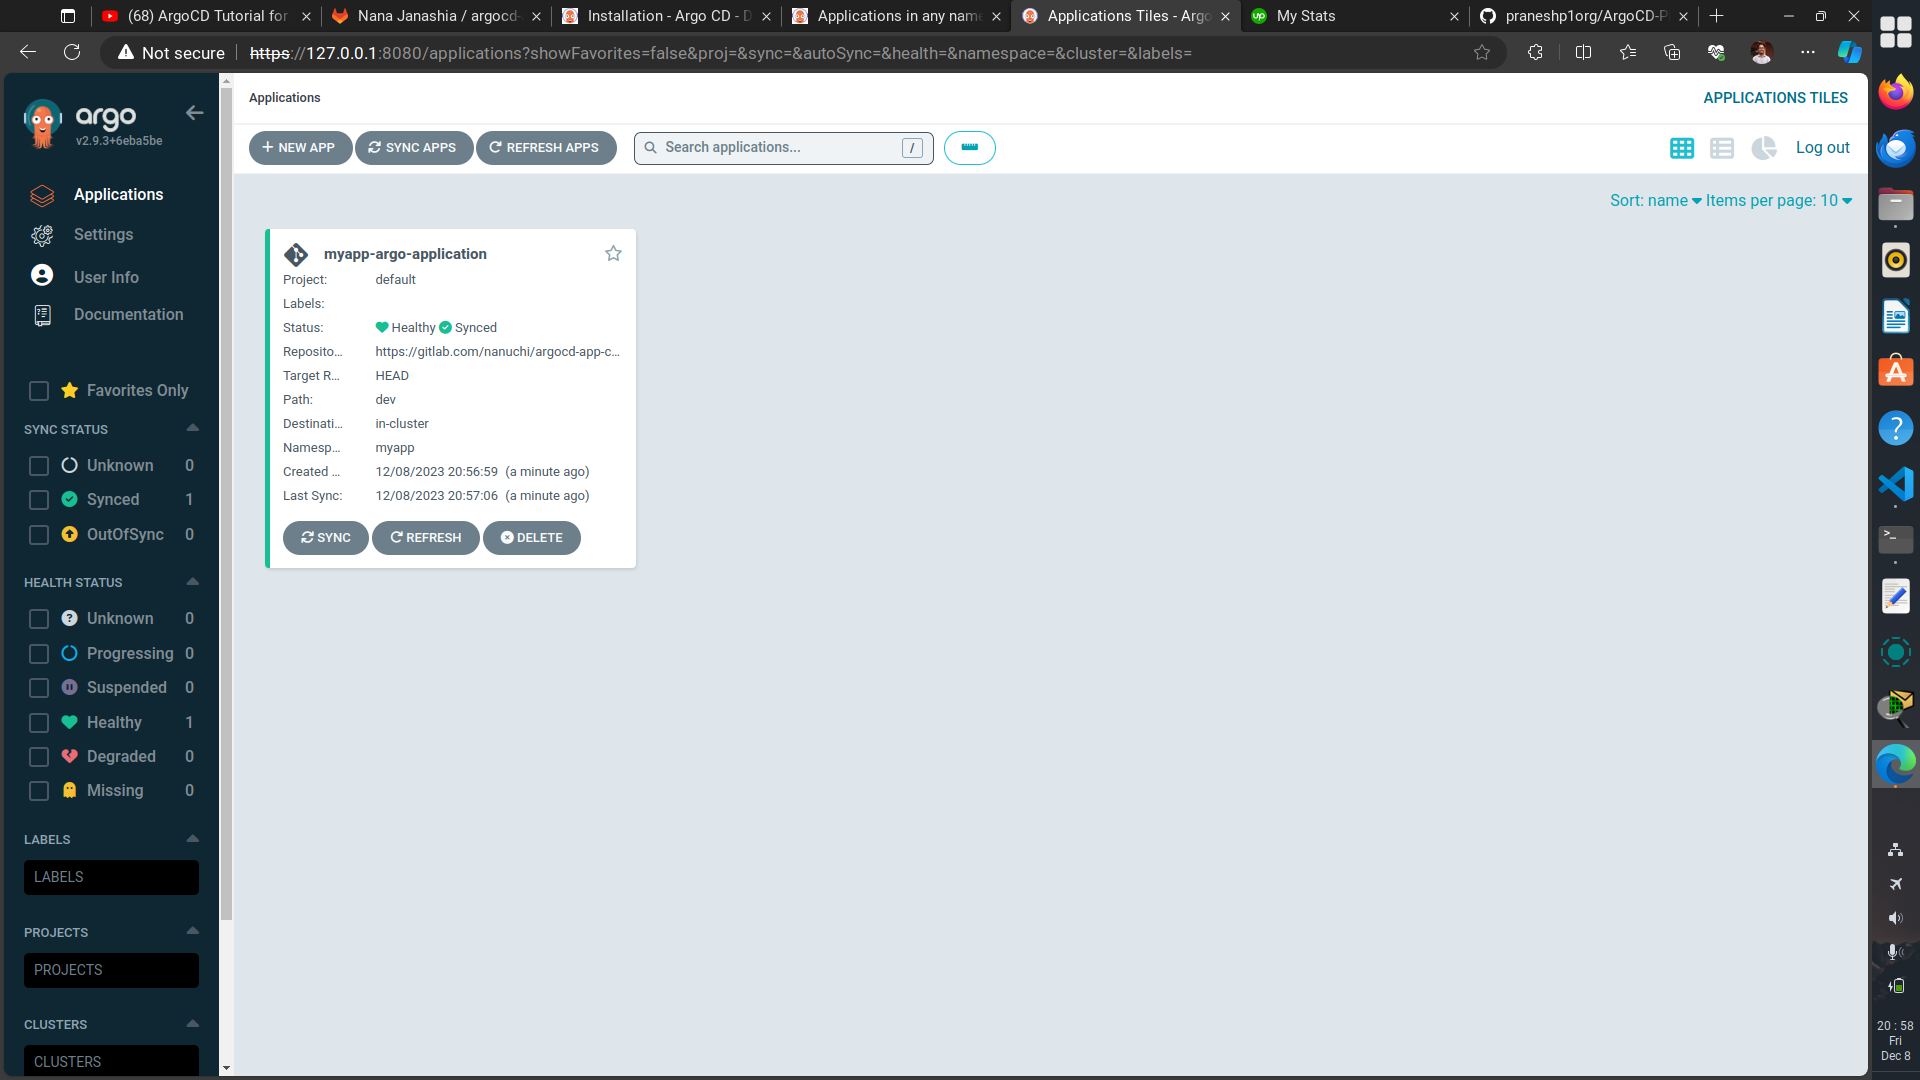 (68) ArgoCD Tutorial for
Nana Janashia / argocd-
Installation - Argo CD - D
Applications in any name
Applications Tiles - Argo
My Stats
praneshp1org/ArgoCD-P
Not secure
https://127.0.0.1:8080/applications?showFavorites=false&proj=&sync=&autoSync=&health=&namespace=&cluster=&labels=
argo
v2.9.3+6eba5be
Applications
Settings
User Info
Documentation
Favorites Only
SYNC STATUS
Unknown 0
Synced 1
OutOfSync 0
HEALTH STATUS
Unknown 0
Progressing 0
Suspended 0
Healthy 1
Degraded 0
Missing 0
LABELS
LABELS
PROJECTS
PROJECTS
CLUSTERS
CLUSTERS
Applications
APPLICATIONS TILES
NEW APP
SYNC APPS
REFRESH APPS
Search applications... /
Log out
Sort: name Items per page: 10
myapp-argo-application
Project: default
Labels:
Status: Healthy Synced
Reposito... https://gitlab.com/nanuchi/argocd-app-c...
Target R... HEAD
Path: dev
Destinati... in-cluster
Namesp... myapp
Created ... 12/08/2023 20:56:59 (a minute ago)
Last Sync: 12/08/2023 20:57:06 (a minute ago)
SYNC
REFRESH
DELETE
20 : 58
Fri
Dec 8